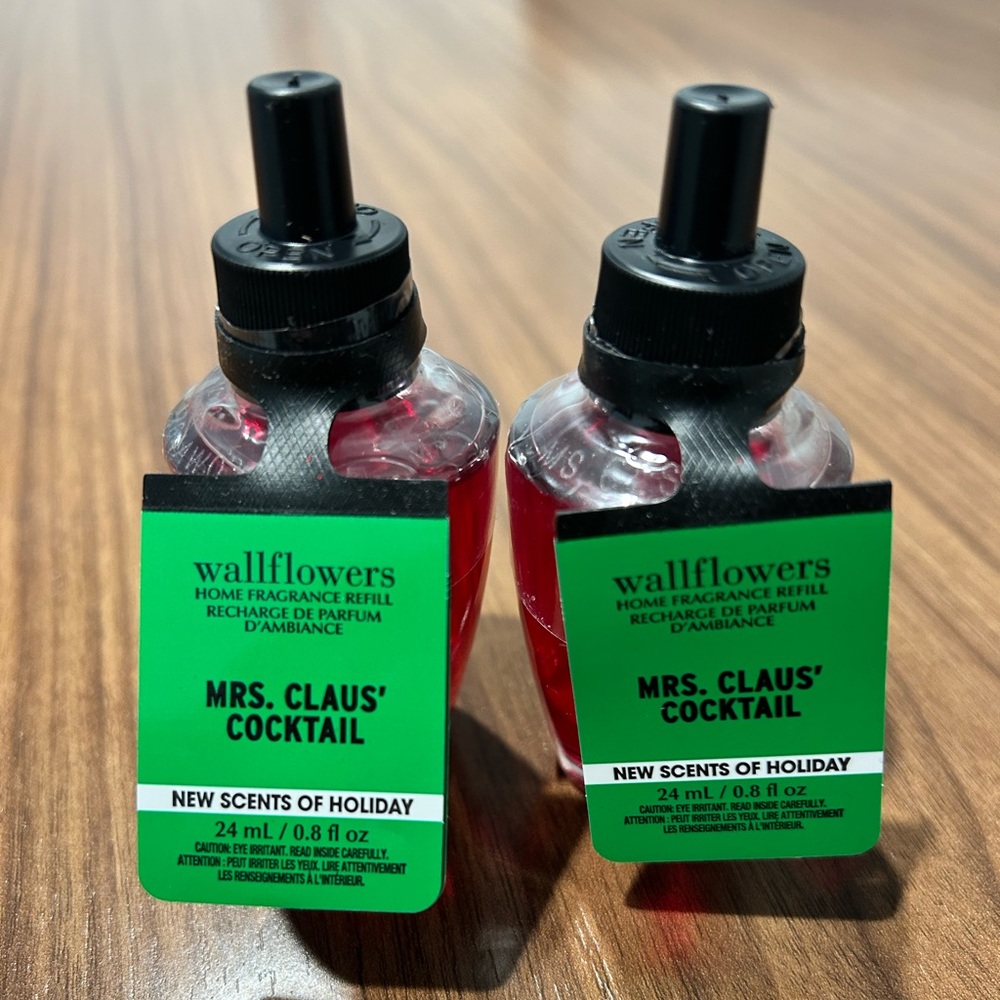 OPEN
wallflowers
HOME FRAGRANCE REFILL
RECHARGE DE PARFUM
D'AMBIANCE
MRS. CLAUS'
COCKTAIL
NEW SCENTS OF HOLIDAY
24 mL / 0.8 fl oz
CAUTION: EYE IRRITANT. READ INSIDE CAREFULLY.
ATTENTION : PEUT IRRITER LES YEUX. LIRE ATTENTIVEMENT
LES RENSEIGNEMENTS À L'INTÉRIEUR.
OPEN
wallflowers
HOME FRAGRANCE REFILL
RECHARGE DE PARFUM
D'AMBIANCE
MRS. CLAUS'
COCKTAIL
NEW SCENTS OF HOLIDAY
24 mL / 0.8 fl oz
CAUTION: EYE IRRITANT. READ INSIDE CAREFULLY.
ATTENTION : PEUT IRRITER LES YEUX. LIRE ATTENTIVEMENT
LES RENSEIGNEMENTS À L'INTÉRIEUR.